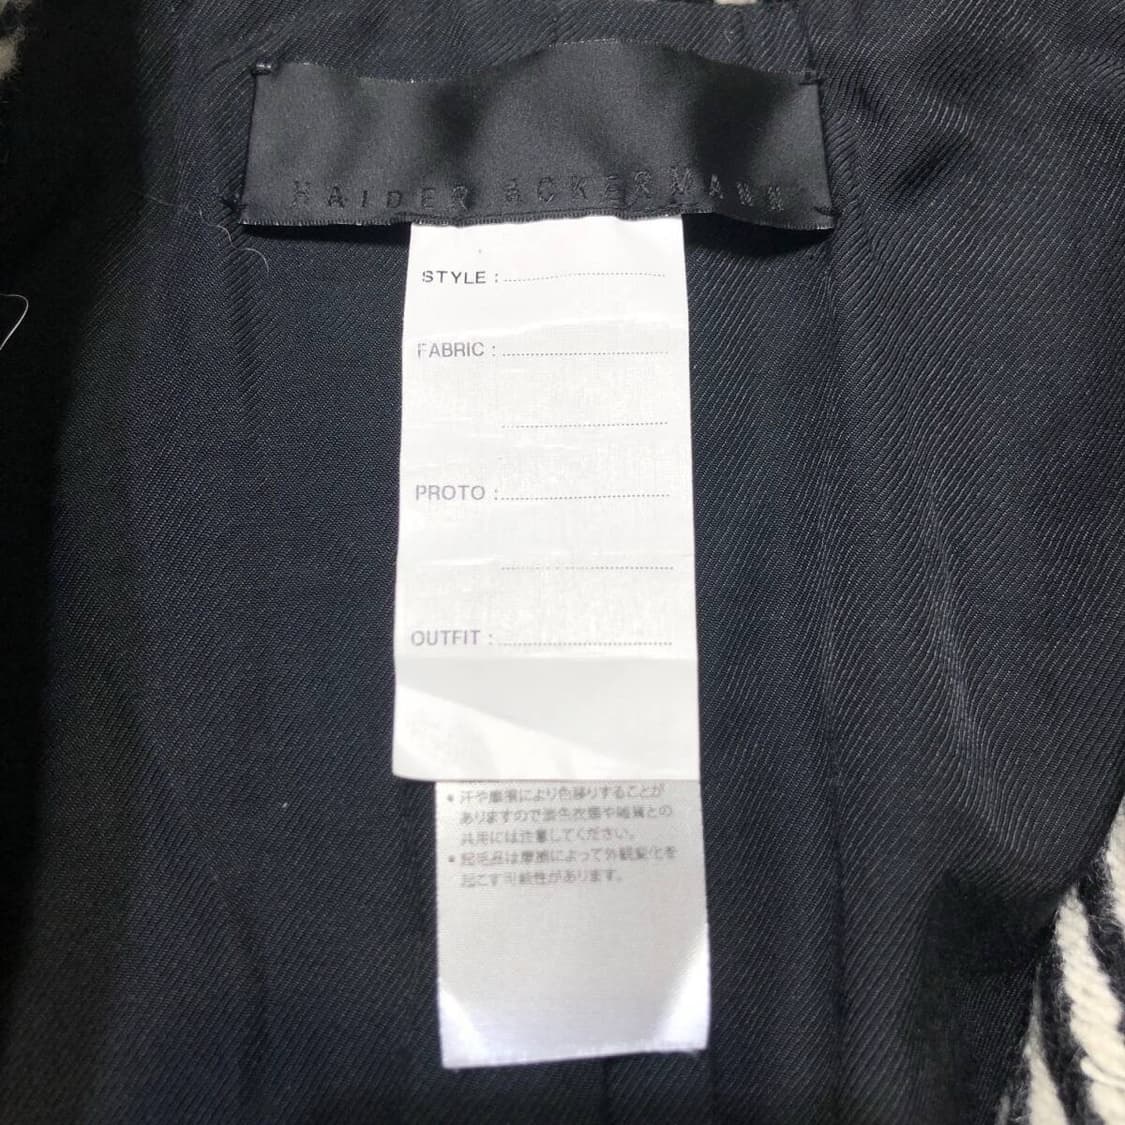 HAIDER ACKERMANN
STYLE :
FABRIC :
PROTO :
OUTFIT :
• 汗や摩擦により色移りすることが
ありますので淡色衣類や雑貨との
共用には注意してください。
• 起毛品は摩擦によって外観変化を
起こす可能性があります。